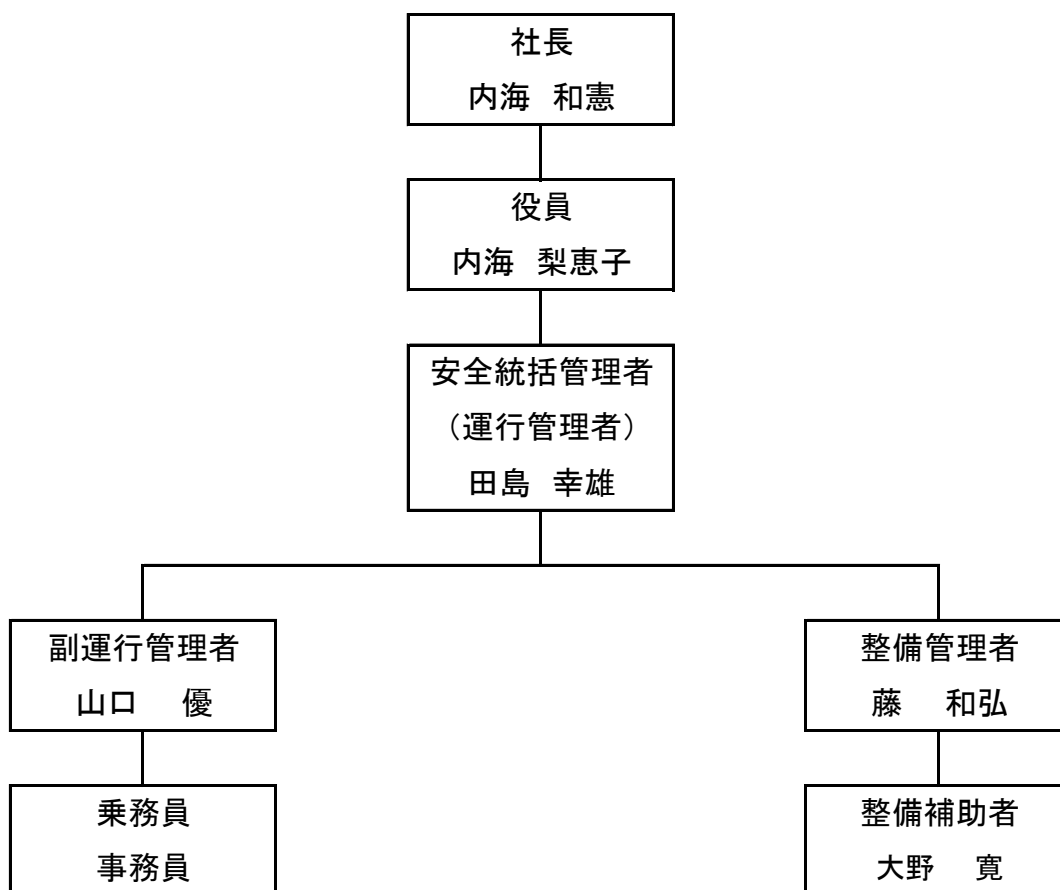 社長
内海 和憲
役員
内海 梨恵子
安全統括管理者
（運行管理者）
田島 幸雄
副運行管理者
山口 優
整備管理者
藤 和弘
乗務員
事務員
整備補助者
大野 寛